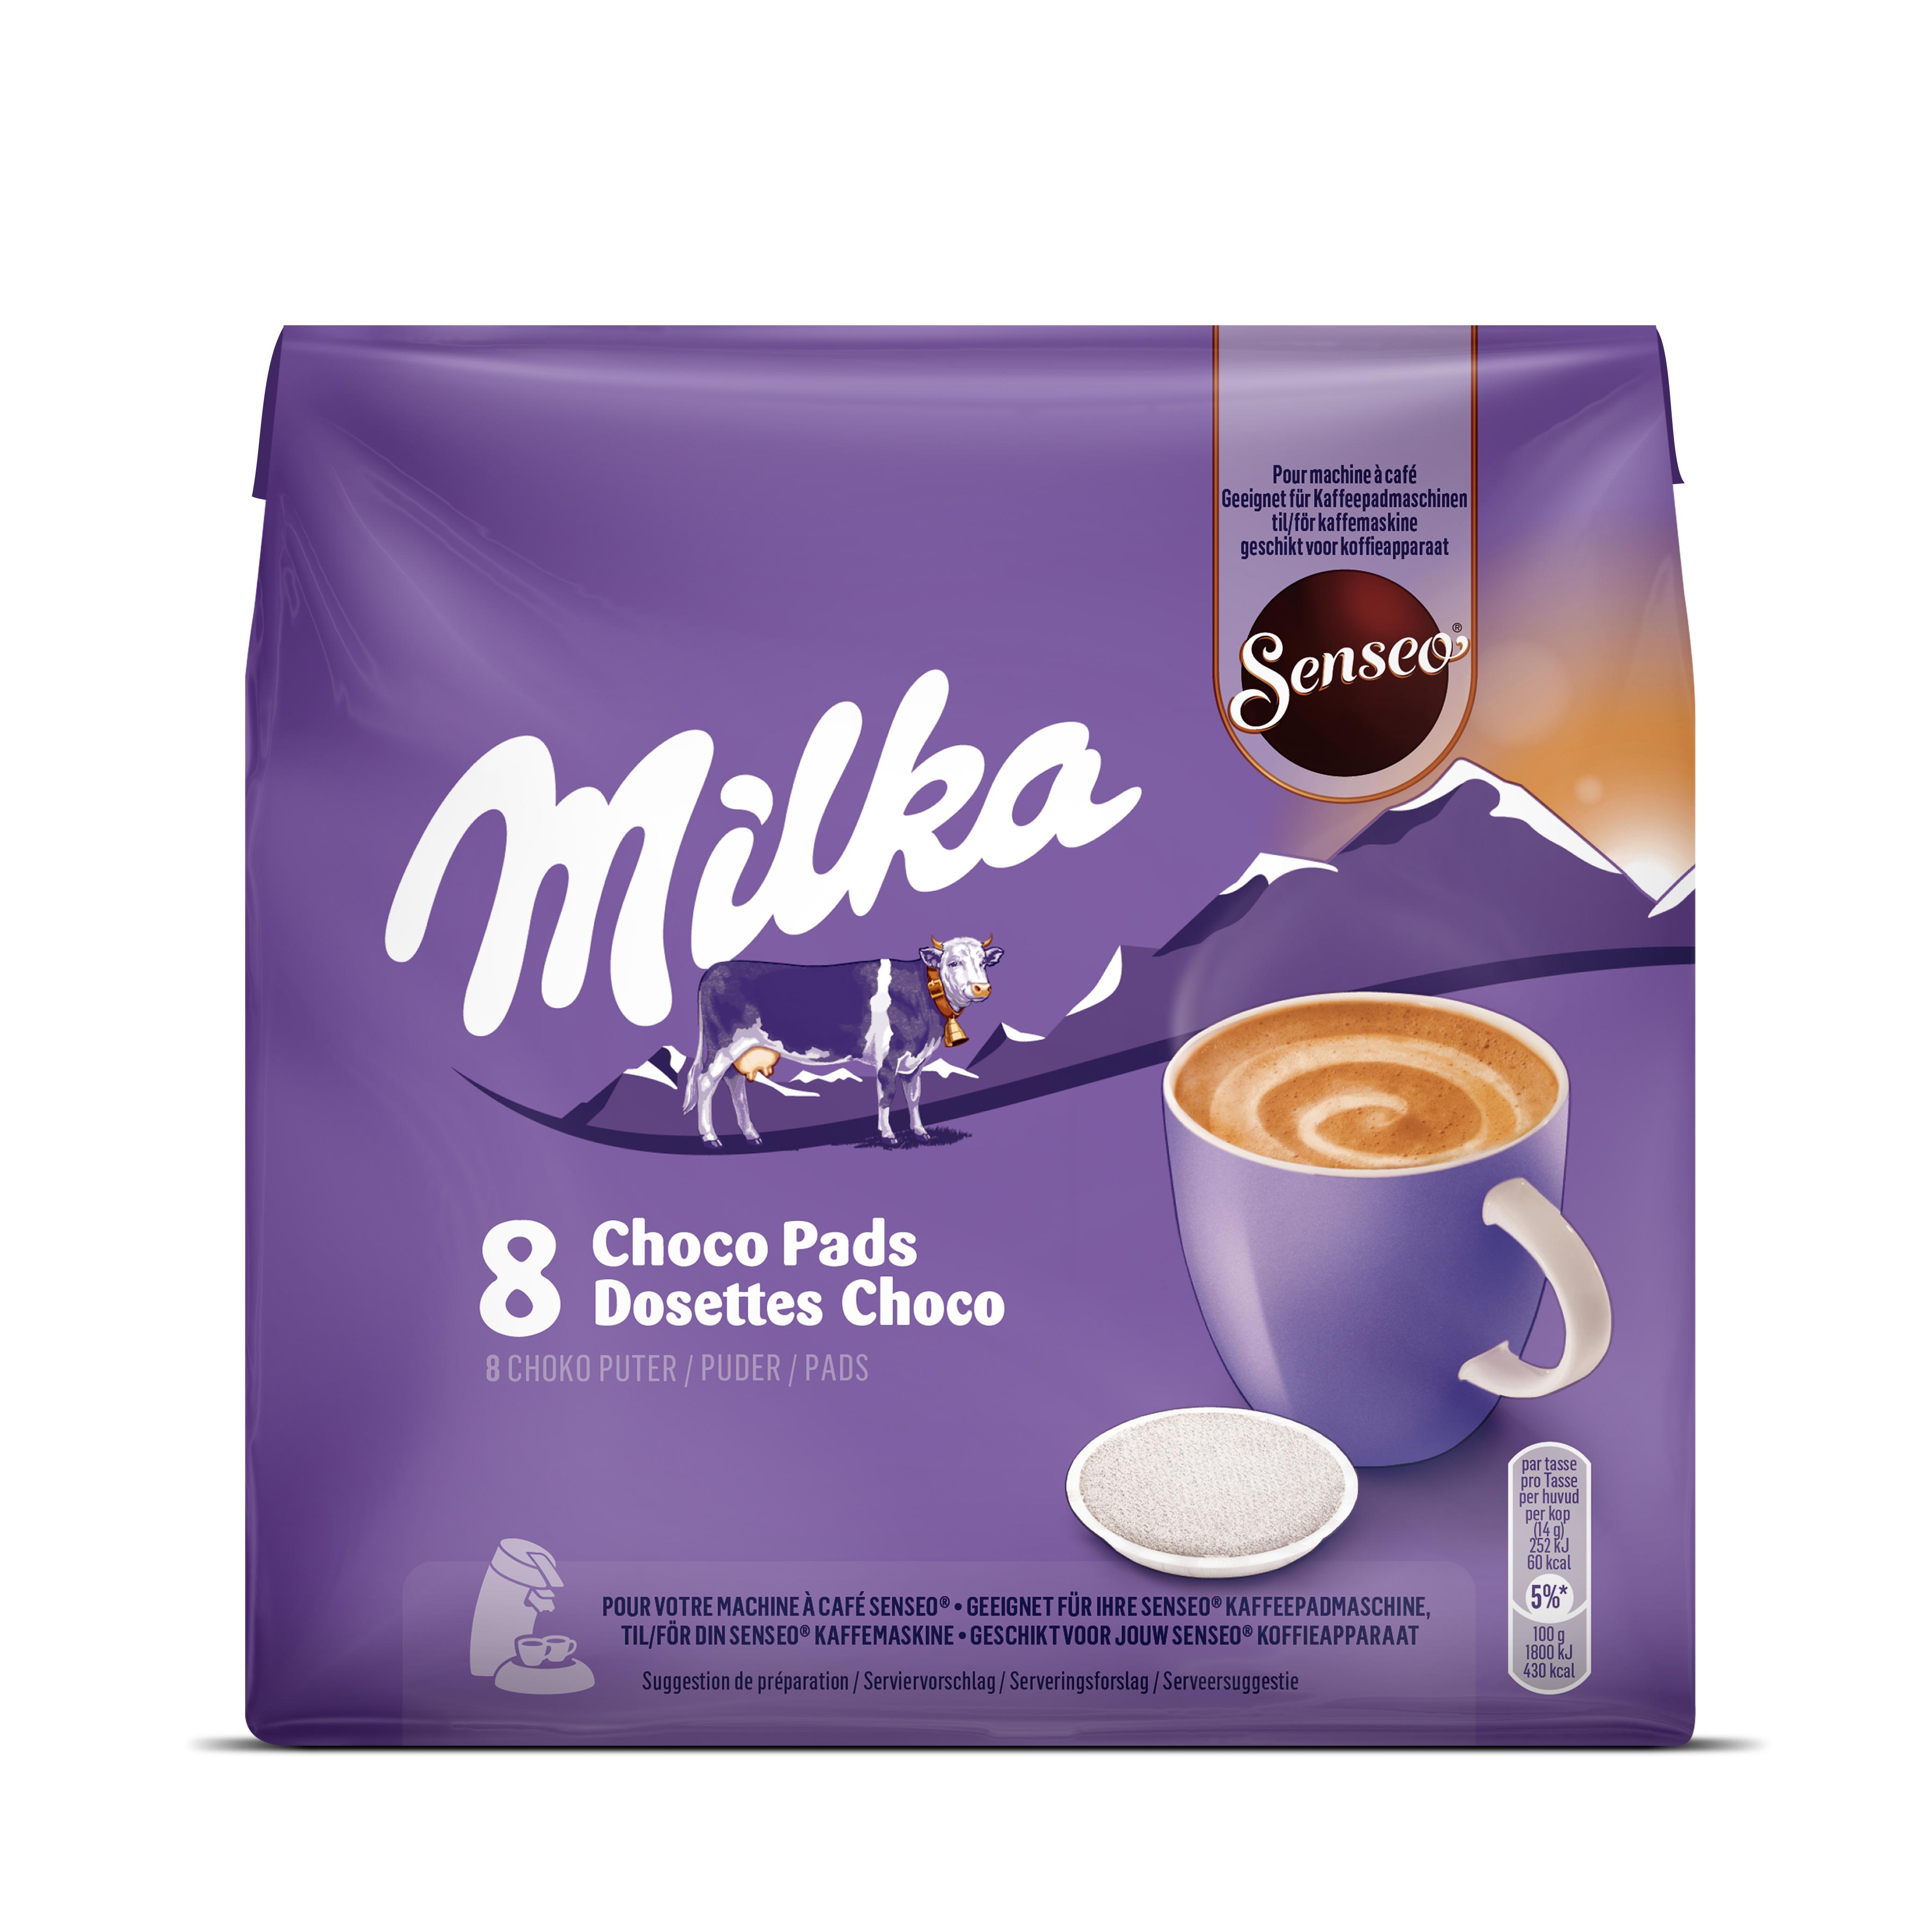 Pour machine à café
Geeignet für Kaffeepadmaschinen
til/för kaffemaskine
geschikt voor koffieapparaat
Senseo®
Milka
8 Choco Pads
Dosettes Choco
8 CHOKO PUTER / PUDER / PADS
par tasse
pro Tasse
per huvud
per kop
(14 g)
252 kJ
60 kcal
5%*
100 g
1800 kJ
430 kcal
POUR VOTRE MACHINE À CAFÉ SENSEO® • GEEIGNET FÜR IHRE SENSEO® KAFFEEPADMASCHINE,
TIL/FÖR DIN SENSEO® KAFFEMASKINE • GESCHIKT VOOR JOUW SENSEO® KOFFIEAPPARAAT
Suggestion de préparation / Serviervorschlag / Serveringsforslag / Serveersuggestie